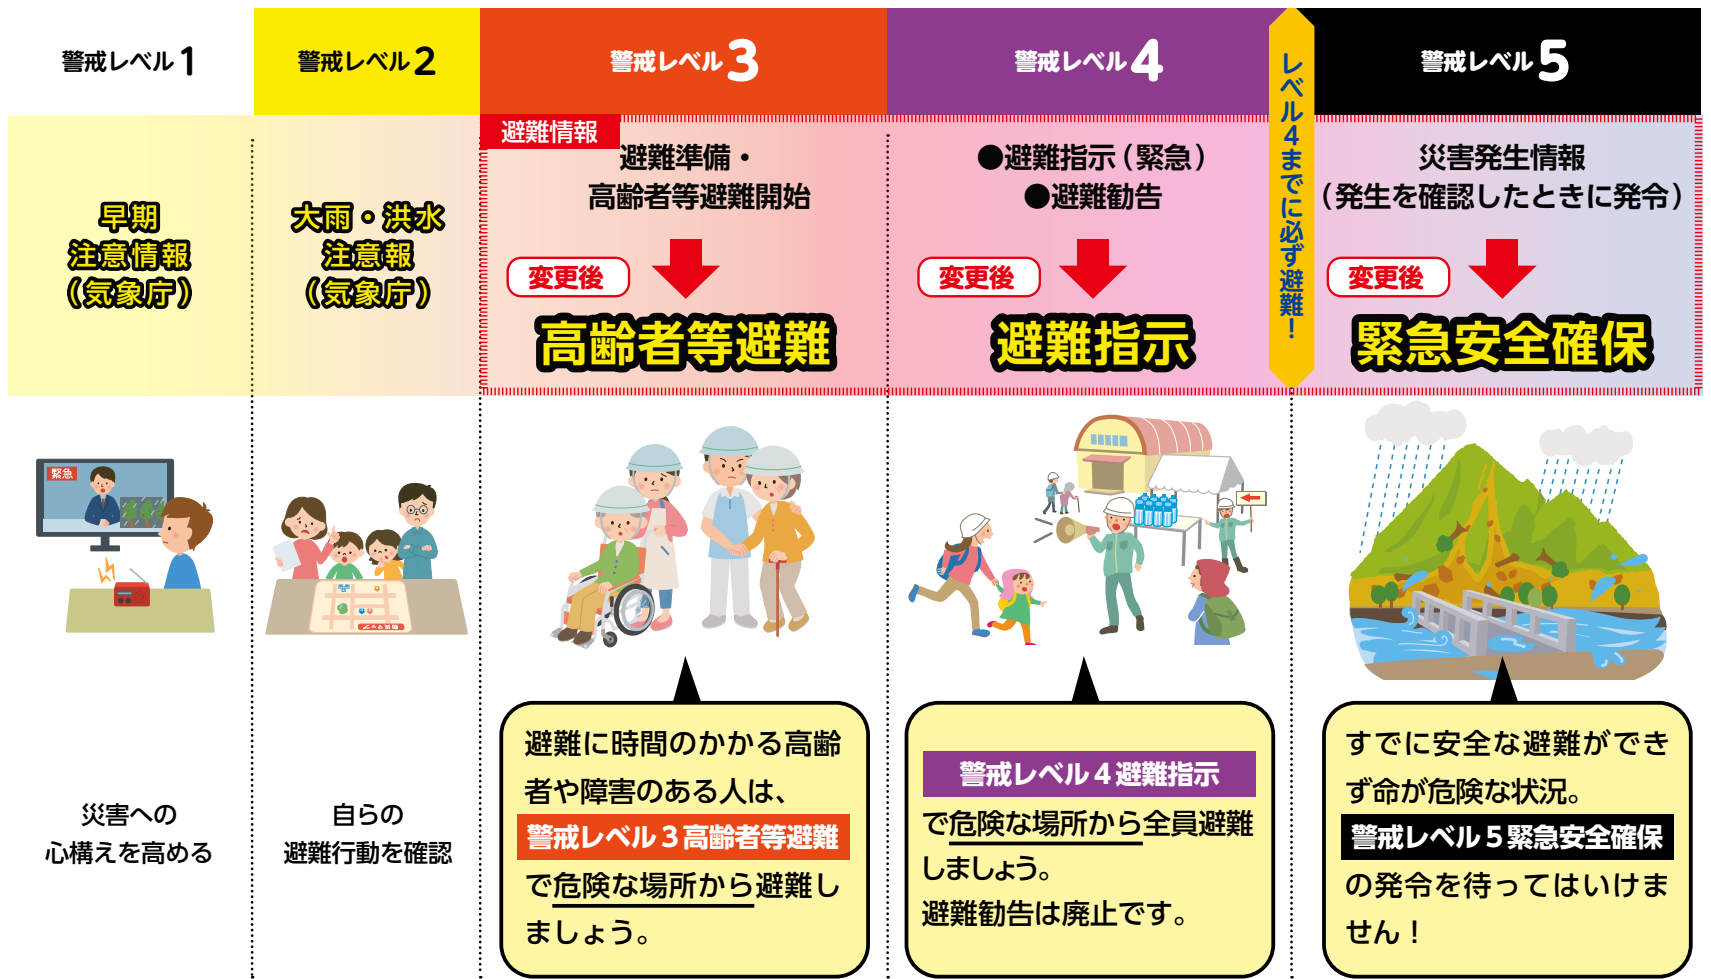 警戒レベル1
警戒レベル2
警戒レベル3
警戒レベル4
警戒レベル5
レベル4までに必ず避難！
早期
注意情報
（気象庁）
大雨・洪水
注意報
（気象庁）
避難情報
避難準備・
高齢者等避難開始
変更後
高齢者等避難
●避難指示（緊急）
●避難勧告
変更後
避難指示
災害発生情報
（発生を確認したときに発令）
変更後
緊急安全確保
緊急
防災マップ
災害への
心構えを高める
自らの
避難行動を確認
避難に時間のかかる高齢
者や障害のある人は、
警戒レベル３高齢者等避難
で危険な場所から避難し
ましょう。
警戒レベル４避難指示
で危険な場所から全員避難
しましょう。
避難勧告は廃止です。
すでに安全な避難ができ
ず命が危険な状況。
警戒レベル５緊急安全確保
の発令を待ってはいけま
せん！